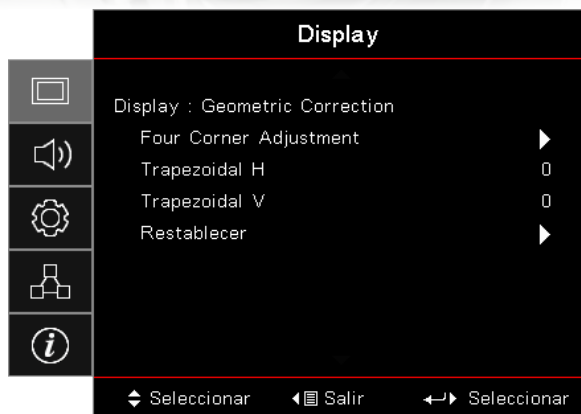 Display
Display : Geometric Correction
Four Corner Adjustment
Trapezoidal H 0
Trapezoidal V 0
Restablecer
Seleccionar Salir Seleccionar